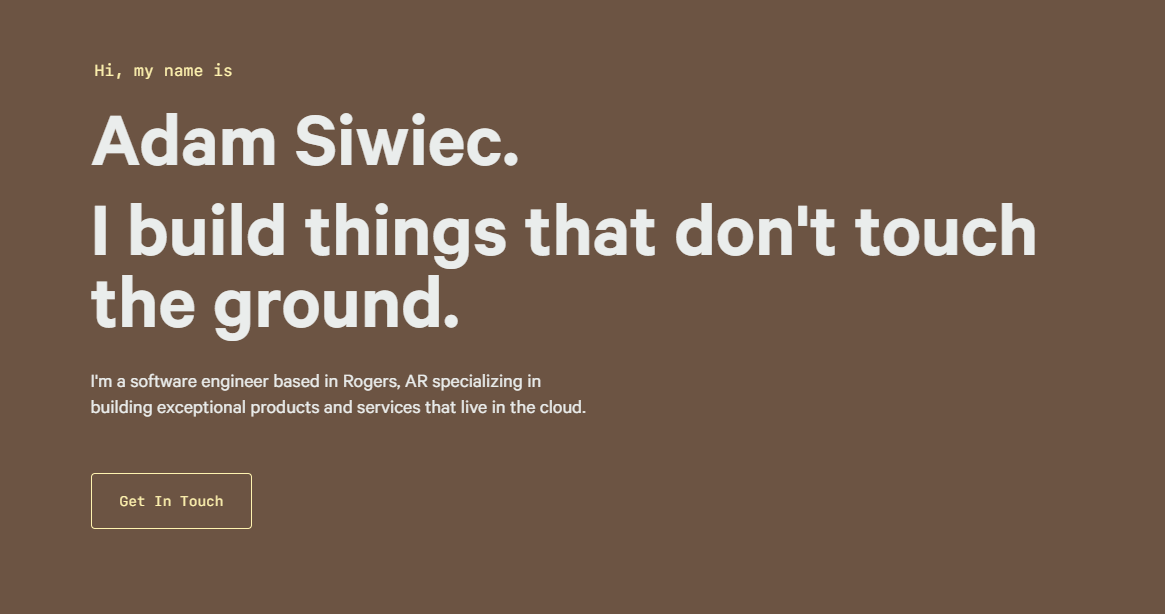 Hi, my name is
Adam Siwiec.
I build things that don't touch
the ground.
I'm a software engineer based in Rogers, AR specializing in
building exceptional products and services that live in the cloud.
Get In Touch